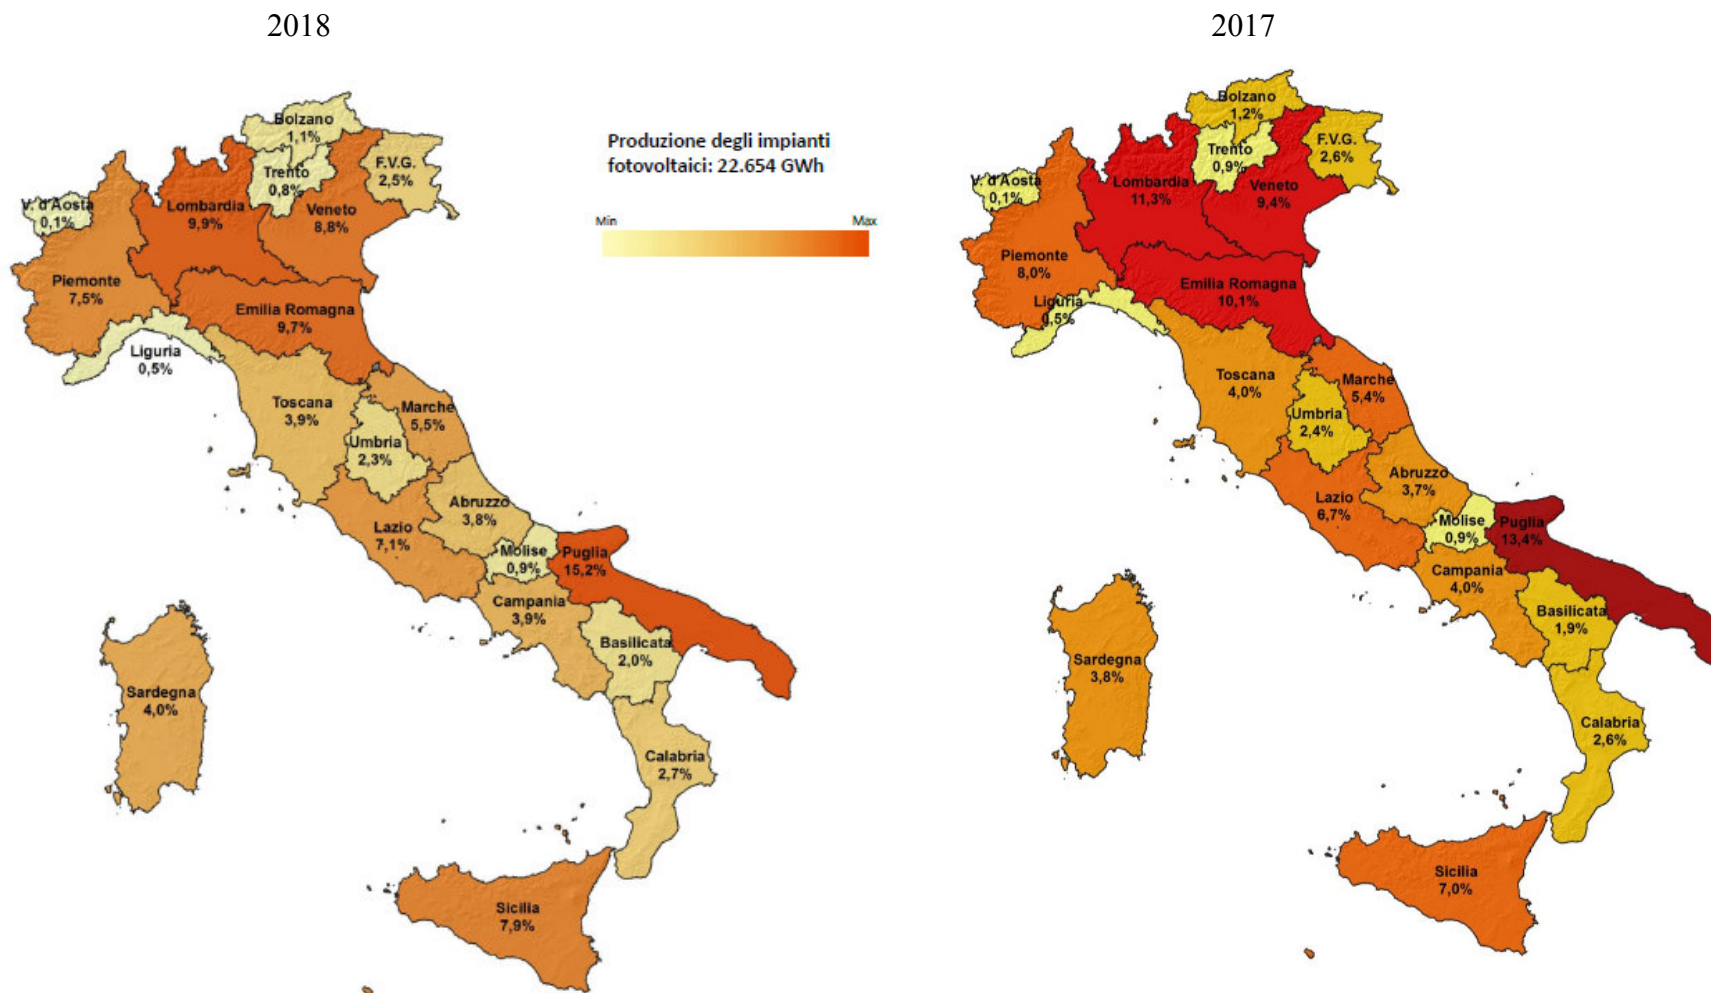 2018
2017
Produzione degli impianti
fotovoltaici: 22.654 GWh
Min
Max
Bolzano
1,1%
Trento
0,8%
F.V.G.
2,5%
V. d'Aosta
0,1%
Lombardia
9,9%
Veneto
8,8%
Piemonte
7,5%
Emilia Romagna
9,7%
Liguria
0,5%
Toscana
3,9%
Marche
5,5%
Umbria
2,3%
Abruzzo
3,8%
Lazio
7,1%
Molise
0,9%
Puglia
15,2%
Campania
3,9%
Basilicata
2,0%
Sardegna
4,0%
Calabria
2,7%
Sicilia
7,9%
Bolzano
1,2%
Trento
0,9%
F.V.G.
2,6%
V. d'Aosta
0,1%
Lombardia
11,3%
Veneto
9,4%
Piemonte
8,0%
Emilia Romagna
10,1%
Liguria
0,5%
Toscana
4,0%
Marche
5,4%
Umbria
2,4%
Abruzzo
3,7%
Lazio
6,7%
Molise
0,9%
Puglia
13,4%
Campania
4,0%
Basilicata
1,9%
Sardegna
3,8%
Calabria
2,6%
Sicilia
7,0%